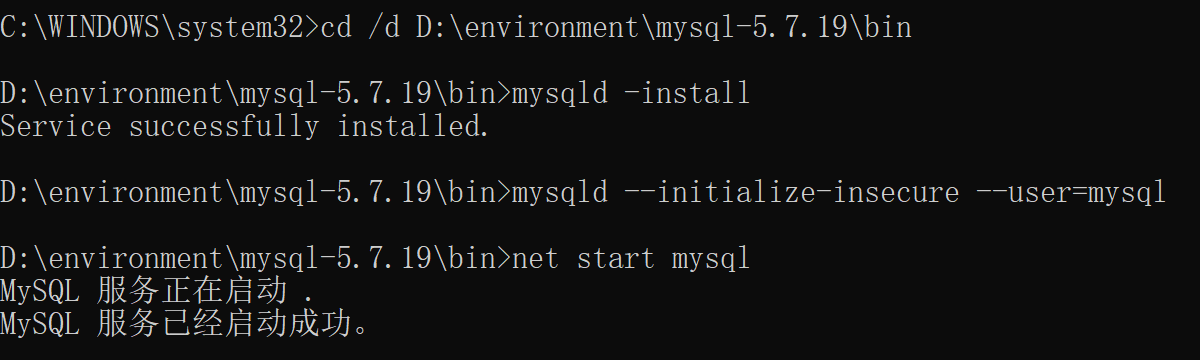 C:\WINDOWS\system32>cd /d D:\environment\mysql-5.7.19\bin
D:\environment\mysql-5.7.19\bin>mysqld -install
Service successfully installed.
D:\environment\mysql-5.7.19\bin>mysqld --initialize-insecure --user=mysql
D:\environment\mysql-5.7.19\bin>net start mysql
MySQL 服务正在启动 .
MySQL 服务已经启动成功。